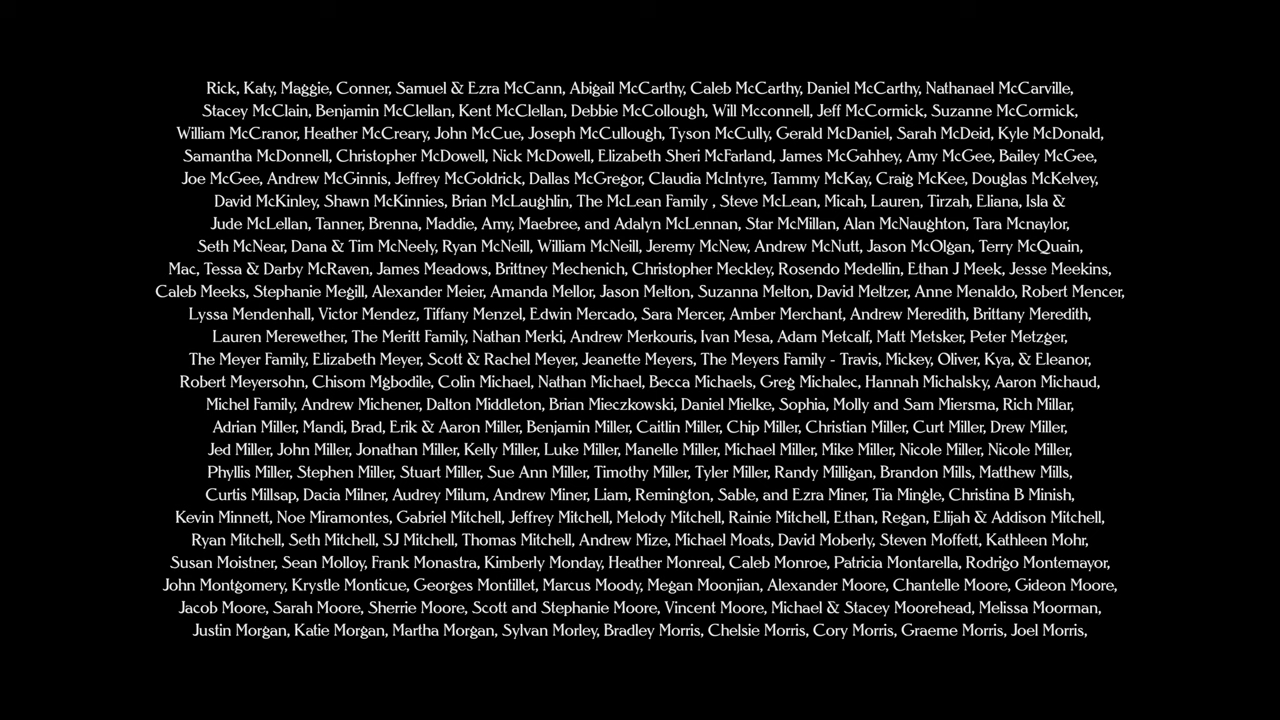 Rick, Katy, Maggie, Conner, Samuel & Ezra McCann, Abigail McCarthy, Caleb McCarthy, Daniel McCarthy, Nathanael McCarville,
Stacey McClain, Benjamin McClellan, Kent McClellan, Debbie McCollough, Will Mcconnell, Jeff McCormick, Suzanne McCormick,
William McCranor, Heather McCreary, John McCue, Joseph McCullough, Tyson McCully, Gerald McDaniel, Sarah McDeid, Kyle McDonald,
Samantha McDonnell, Christopher McDowell, Nick McDowell, Elizabeth Sheri McFarland, James McGahhey, Amy McGee, Bailey McGee,
Joe McGee, Andrew McGinnis, Jeffrey McGoldrick, Dallas McGregor, Claudia McIntyre, Tammy McKay, Craig McKee, Douglas McKelvey,
David McKinley, Shawn McKinnies, Brian McLaughlin, The McLean Family , Steve McLean, Micah, Lauren, Tirzah, Eliana, Isla &
Jude McLellan, Tanner, Brenna, Maddie, Amy, Maebree, and Adalyn McLennan, Star McMillan, Alan McNaughton, Tara Mcnaylor,
Seth McNear, Dana & Tim McNeely, Ryan McNeill, William McNeill, Jeremy McNew, Andrew McNutt, Jason McOlgan, Terry McQuain,
Mac, Tessa & Darby McRaven, James Meadows, Brittney Mechenich, Christopher Meckley, Rosendo Medellin, Ethan J Meek, Jesse Meekins,
Caleb Meeks, Stephanie Megill, Alexander Meier, Amanda Mellor, Jason Melton, Suzanna Melton, David Meltzer, Anne Menaldo, Robert Mencer,
Lyssa Mendenhall, Victor Mendez, Tiffany Menzel, Edwin Mercado, Sara Mercer, Amber Merchant, Andrew Meredith, Brittany Meredith,
Lauren Merewether, The Meritt Family, Nathan Merki, Andrew Merkouris, Ivan Mesa, Adam Metcalf, Matt Metsker, Peter Metzger,
The Meyer Family, Elizabeth Meyer, Scott & Rachel Meyer, Jeanette Meyers, The Meyers Family - Travis, Mickey, Oliver, Kya, & Eleanor,
Robert Meyersohn, Chisom Mgbodile, Colin Michael, Nathan Michael, Becca Michaels, Greg Michalec, Hannah Michalsky, Aaron Michaud,
Michel Family, Andrew Michener, Dalton Middleton, Brian Mieczkowski, Daniel Mielke, Sophia, Molly and Sam Miersma, Rich Millar,
Adrian Miller, Mandi, Brad, Erik & Aaron Miller, Benjamin Miller, Caitlin Miller, Chip Miller, Christian Miller, Curt Miller, Drew Miller,
Jed Miller, John Miller, Jonathan Miller, Kelly Miller, Luke Miller, Manelle Miller, Michael Miller, Mike Miller, Nicole Miller, Nicole Miller,
Phyllis Miller, Stephen Miller, Stuart Miller, Sue Ann Miller, Timothy Miller, Tyler Miller, Randy Milligan, Brandon Mills, Matthew Mills,
Curtis Millsap, Dacia Milner, Audrey Milum, Andrew Miner, Liam, Remington, Sable, and Ezra Miner, Tia Mingle, Christina B Minish,
Kevin Minnett, Noe Miramontes, Gabriel Mitchell, Jeffrey Mitchell, Melody Mitchell, Rainie Mitchell, Ethan, Regan, Elijah & Addison Mitchell,
Ryan Mitchell, Seth Mitchell, SJ Mitchell, Thomas Mitchell, Andrew Mize, Michael Moats, David Moberly, Steven Moffett, Kathleen Mohr,
Susan Moistner, Sean Molloy, Frank Monastra, Kimberly Monday, Heather Monreal, Caleb Monroe, Patricia Montarella, Rodrigo Montemayor,
John Montgomery, Krystle Monticue, Georges Montillet, Marcus Moody, Megan Moonjian, Alexander Moore, Chantelle Moore, Gideon Moore,
Jacob Moore, Sarah Moore, Sherrie Moore, Scott and Stephanie Moore, Vincent Moore, Michael & Stacey Moorehead, Melissa Moorman,
Justin Morgan, Katie Morgan, Martha Morgan, Sylvan Morley, Bradley Morris, Chelsie Morris, Cory Morris, Graeme Morris, Joel Morris,